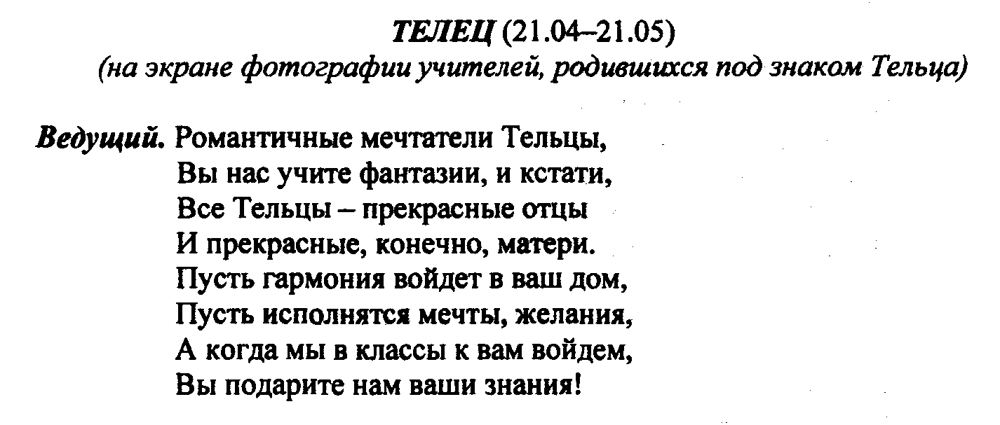 ТЕЛЕЦ (21.04–21.05)
(на экране фотографии учителей, родившихся под знаком Тельца)
Ведущий. Романтичные мечтатели Тельцы,
Вы нас учите фантазии, и кстати,
Все Тельцы – прекрасные отцы
И прекрасные, конечно, матери.
Пусть гармония войдет в ваш дом,
Пусть исполнятся мечты, желания,
А когда мы в классы к вам войдем,
Вы подарите нам ваши знания!